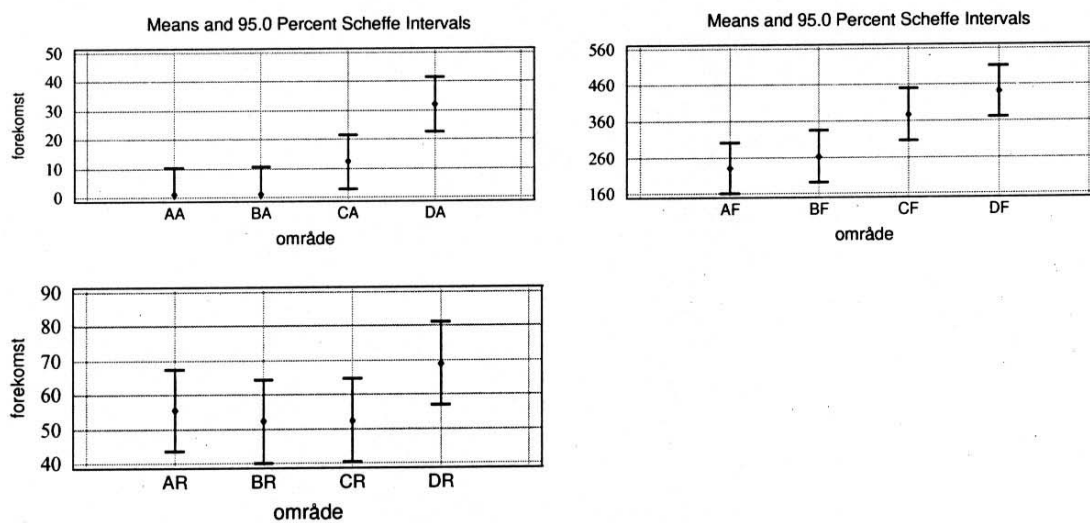 Means and 95.0 Percent Scheffe Intervals
50
40
30
20
10
0
forekomst
AA BA CA DA
område
Means and 95.0 Percent Scheffe Intervals
560
460
360
260
160
AF BF CF DF
område
90
80
70
60
50
40
forekomst
AR BR CR DR
område